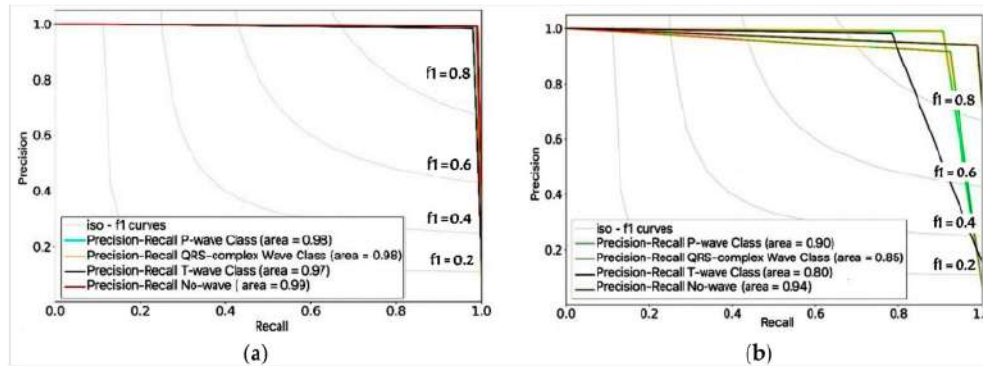 1.0
0.8
0.6
0.4
0.2
Precision
f1 = 0.8
f1 = 0.6
f1 = 0.4
f1 = 0.2
iso - f1 curves
Precision-Recall P-wave Class (area = 0.98)
Precision-Recall QRS-complex Wave Class (area = 0.98)
Precision-Recall T-wave Class (area = 0.97)
Precision-Recall No-wave ( area = 0.99)
0.0 0.2 0.4 0.6 0.8 1.0
Recall
(a)
1.0
0.8
0.6
0.4
0.2
Precision
f1 = 0.8
f1 = 0.6
f1 = 0.4
f1 = 0.2
iso - f1 curves
Precision-Recall P-wave Class (area = 0.90)
Precision-Recall QRS-complex Wave Class (area = 0.85)
Precision-Recall T-wave Class (area = 0.80)
Precision-Recall No-wave (area = 0.94)
0.0 0.2 0.4 0.6 0.8 1.0
Recall
(b)